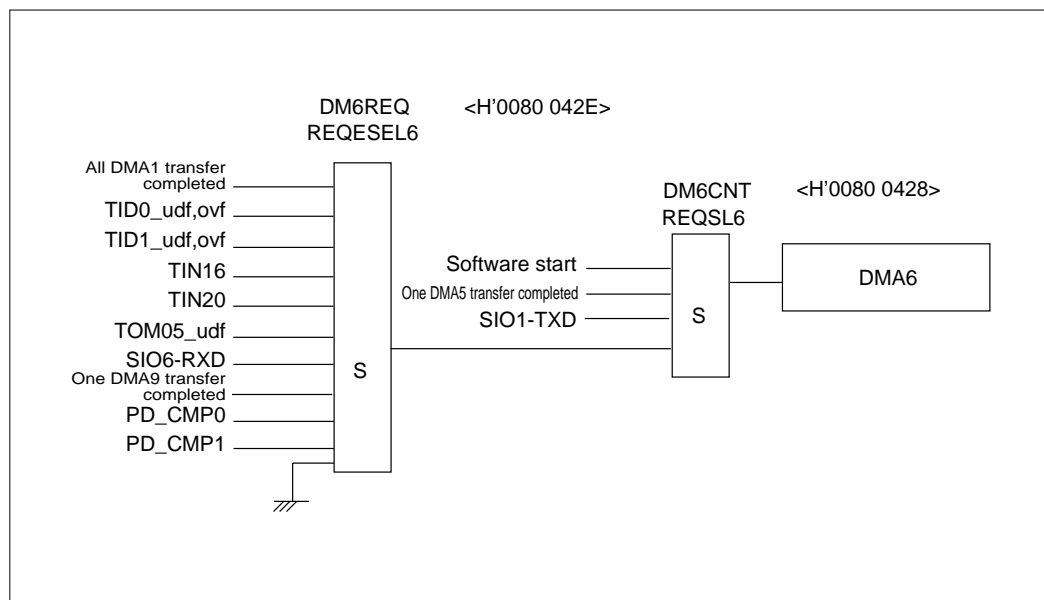 DM6REQ <H'0080 042E>
REQESEL6
All DMA1 transfer
completed
TID0_udf,ovf
TID1_udf,ovf
TIN16
TIN20
TOM05_udf
SIO6-RXD
One DMA9 transfer
completed
PD_CMP0
PD_CMP1
S
DM6CNT <H'0080 0428>
REQSL6
Software start
One DMA5 transfer completed
SIO1-TXD
S
DMA6